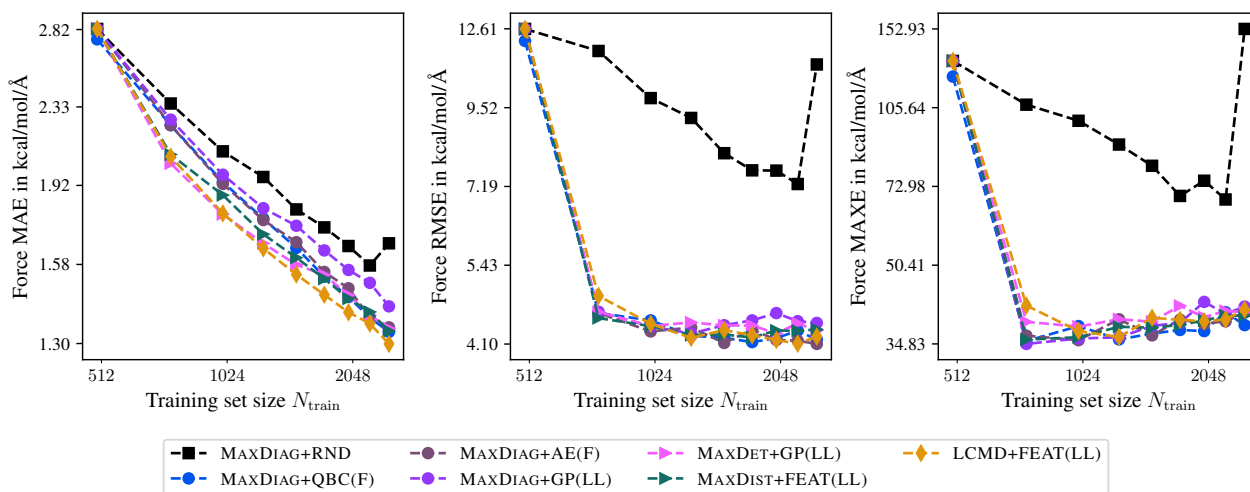 Force MAE in kcal/mol/Å
2.82
2.33
1.92
1.58
1.30
512
1024
2048
Training set size N_train
Force RMSE in kcal/mol/Å
12.61
9.52
7.19
5.43
4.10
512
1024
2048
Training set size N_train
Force MAXE in kcal/mol/Å
152.93
105.64
72.98
50.41
34.83
512
1024
2048
Training set size N_train
MAXDIAG+RND
MAXDIAG+QBC(F)
MAXDIAG+AE(F)
MAXDIAG+GP(LL)
MAXDET+GP(LL)
MAXDIST+FEAT(LL)
LCMD+FEAT(LL)